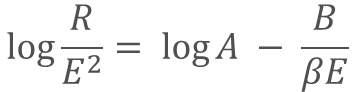 log R/E² = log A − B/βE